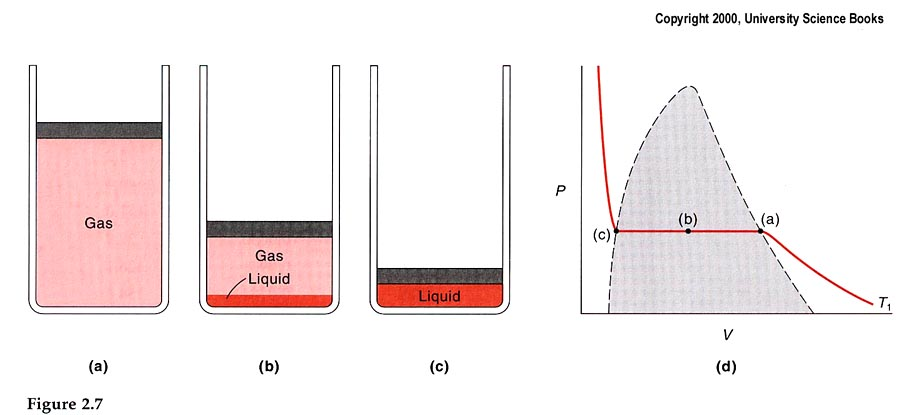 Copyright 2000, University Science Books
Gas
Gas
Liquid
Liquid
P
(c)
(b)
(a)
T1
V
(a)
(b)
(c)
(d)
Figure 2.7